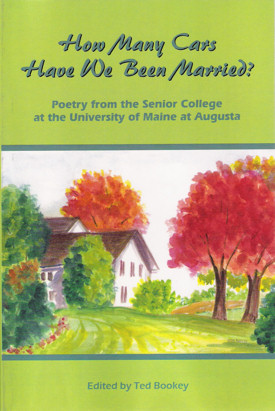 How Many Cars
Have We Been Married?
Poetry from the Senior College
at the University of Maine at Augusta
Edited by Ted Bookey